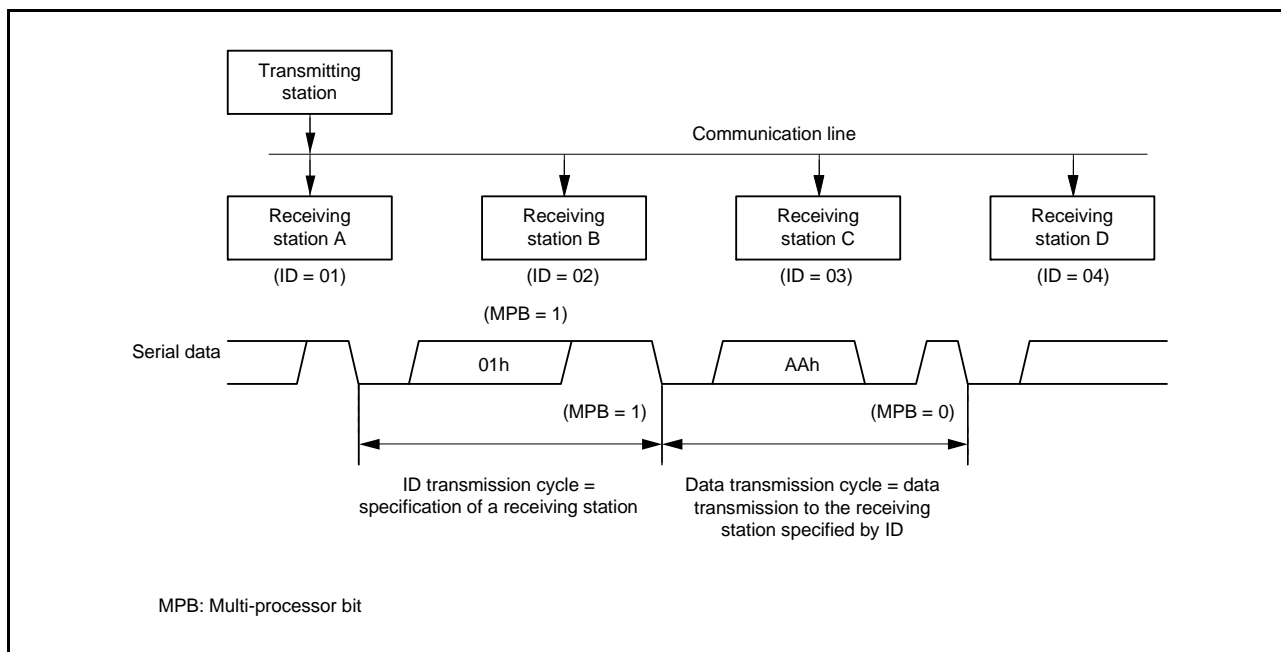 Transmitting
station
Communication line
Receiving
station A
Receiving
station B
Receiving
station C
Receiving
station D
(ID = 01)
(ID = 02)
(ID = 03)
(ID = 04)
(MPB = 1)
Serial data
01h
AAh
(MPB = 1)
(MPB = 0)
ID transmission cycle =
specification of a receiving station
Data transmission cycle = data
transmission to the receiving
station specified by ID
MPB: Multi-processor bit